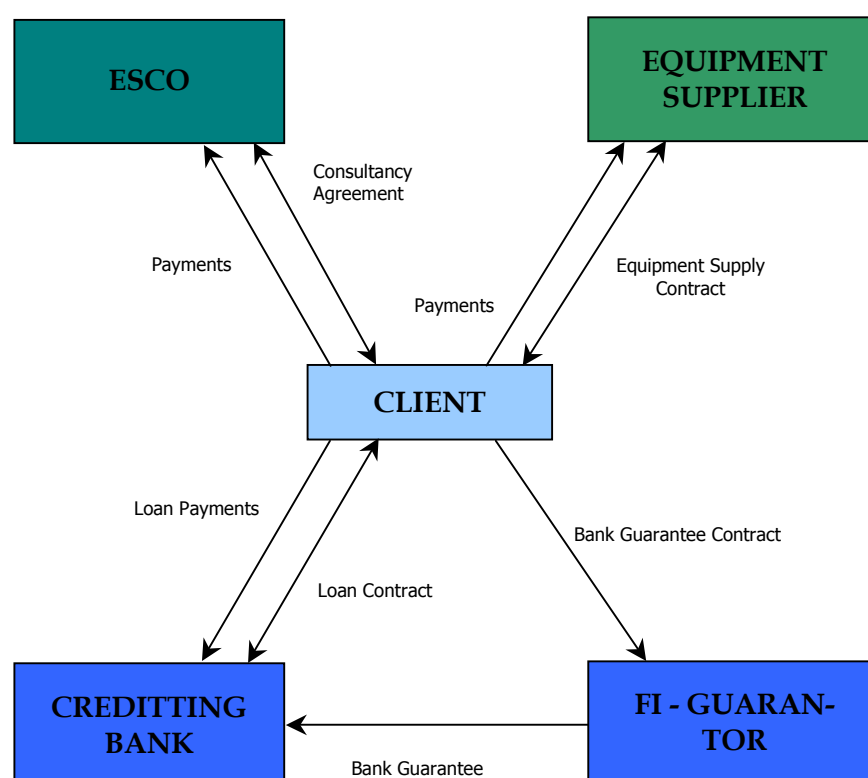 ESCO
EQUIPMENT
SUPPLIER
Consultancy
Agreement
Payments
Equipment Supply
Contract
Payments
CLIENT
Loan Payments
Bank Guarantee Contract
Loan Contract
CREDITTING
BANK
FI - GUARAN-
TOR
Bank Guarantee